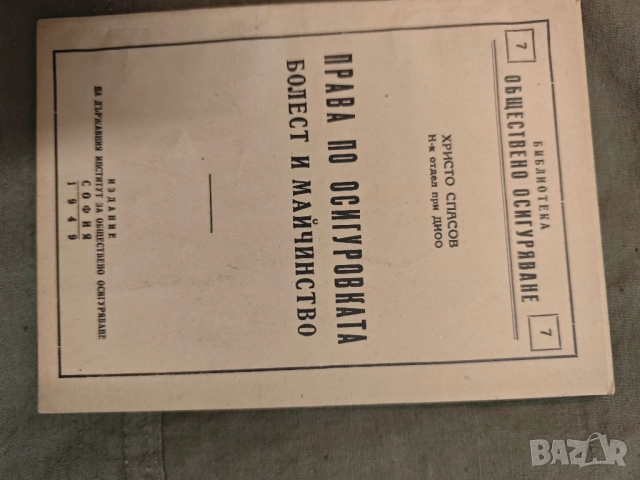 7
БИБЛИОТЕКА
ОБЩЕСТВЕНО ОСИГУРЯВАНЕ
7
ХРИСТО СПАСОВ
Н-к отдел при ДИОО
ПРАВА ПО ОСИГУРОВКАТА
БОЛЕСТ И МАЙЧИНСТВО
ИЗДАНИЕ
НА ДЪРЖАВНИЯ ИНСТИТУТ ЗА ОБЩЕСТВЕНО ОСИГУРЯВАНЕ
СОФИЯ
1949
BAZAR
bg